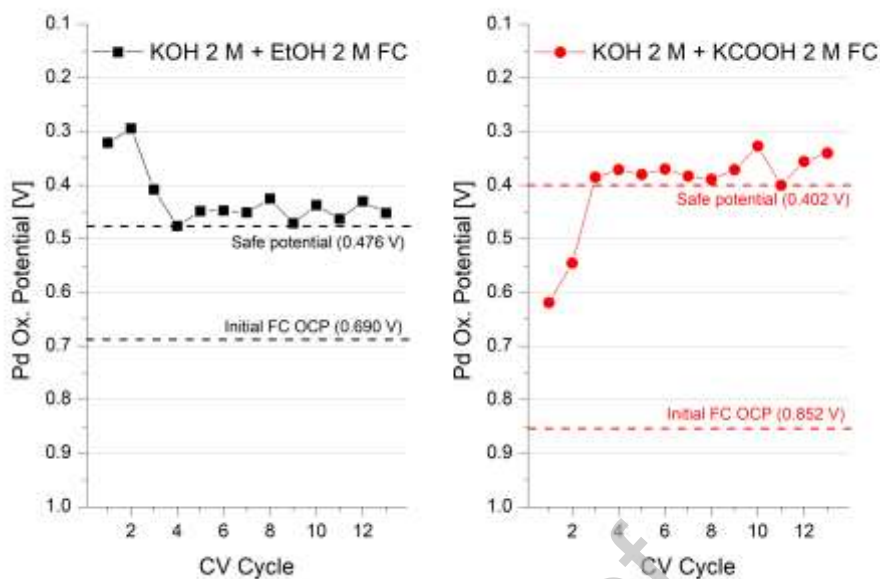 KOH 2 M + EtOH 2 M FC
Pd Ox. Potential [V]
0.1
0.2
0.3
0.4
0.5
0.6
0.7
0.8
0.9
1.0
Safe potential (0.476 V)
Initial FC OCP (0.690 V)
2 4 6 8 10 12
CV Cycle
KOH 2 M + KCOOH 2 M FC
Pd Ox. Potential [V]
0.1
0.2
0.3
0.4
0.5
0.6
0.7
0.8
0.9
1.0
Safe potential (0.402 V)
Initial FC OCP (0.852 V)
2 4 6 8 10 12
CV Cycle